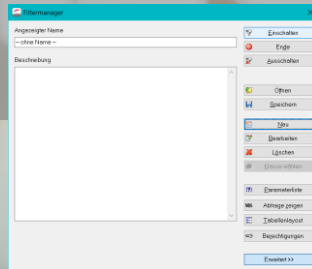 Filtermanager
Angezeigter Name
-- ohne Name --
Beschreibung
Einschalten
Ende
Ausschalten
Öffnen
Speichern
Neu
Bearbeiten
Löschen
Parameterliste
Abfrage zeigen
Tabellenlayout
Berechtigungen
Erweitert >>